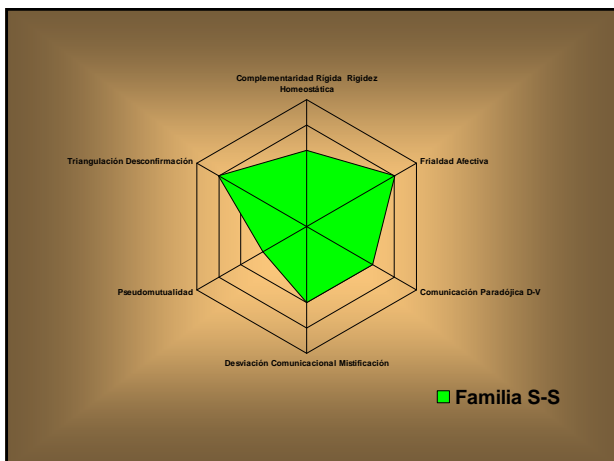 Complementaridad Rígida Rigidez
Homeostática
Triangulación Desconfirmación
Frialdad Afectiva
Pseudomutualidad
Comunicación Paradójica D-V
Desviación Comunicacional Mistificación
Familia S-S